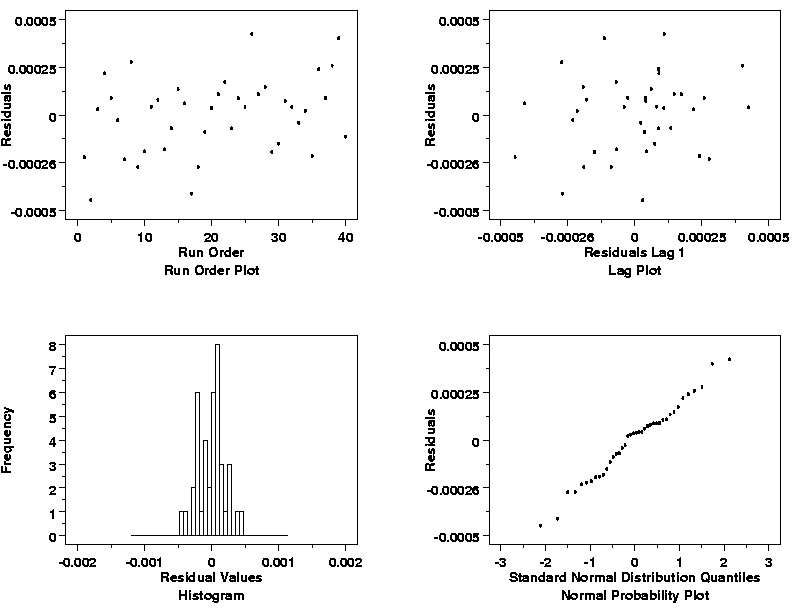 0.0005
0.00025
0
-0.00026
-0.0005
Residuals
0 10 20 30 40
Run Order
Run Order Plot
0.0005
0.00025
0
-0.00026
-0.0005
Residuals
-0.0005 -0.00026 0 0.00025 0.0005
Residuals Lag 1
Lag Plot
8
7
6
5
4
3
2
1
0
Frequency
-0.002 -0.001 0 0.001 0.002
Residual Values
Histogram
0.0005
0.00025
0
-0.00026
-0.0005
Residuals
-3 -2 -1 0 1 2 3
Standard Normal Distribution Quantiles
Normal Probability Plot